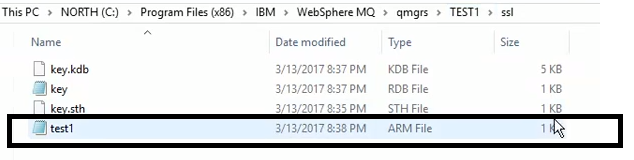 This PC > NORTH (C:) > Program Files (x86) > IBM > WebSphere MQ > qmgrs > TEST1 > ssl
Name Date modified Type Size
key.kdb 3/13/2017 8:37 PM KDB File 5 KB
key 3/13/2017 8:37 PM RDB File 1 KB
key.sth 3/13/2017 8:35 PM STH File 1 KB
test1 3/13/2017 8:38 PM ARM File 1 KB